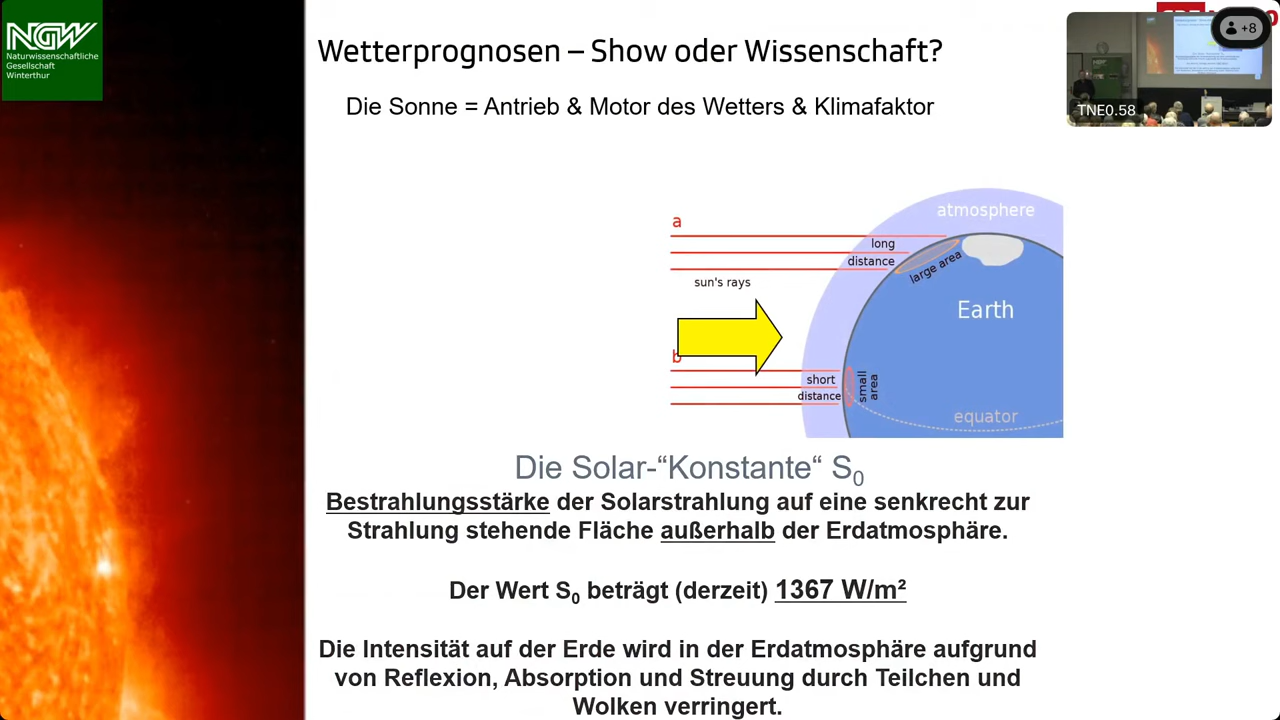 NGW
Naturwissenschaftliche
Gesellschaft
Winterthur
Wetterprognosen – Show oder Wissenschaft?
Die Sonne = Antrieb & Motor des Wetters & Klimafaktor
+8
TNE0.58
atmosphere
a
long
distance
large area
sun's rays
Earth
b
short
distance
small
area
equator
Die Solar-“Konstante“ S₀
Bestrahlungsstärke der Solarstrahlung auf eine senkrecht zur
Strahlung stehende Fläche außerhalb der Erdatmosphäre.
Der Wert S₀ beträgt (derzeit) 1367 W/m²
Die Intensität auf der Erde wird in der Erdatmosphäre aufgrund
von Reflexion, Absorption und Streuung durch Teilchen und
Wolken verringert.